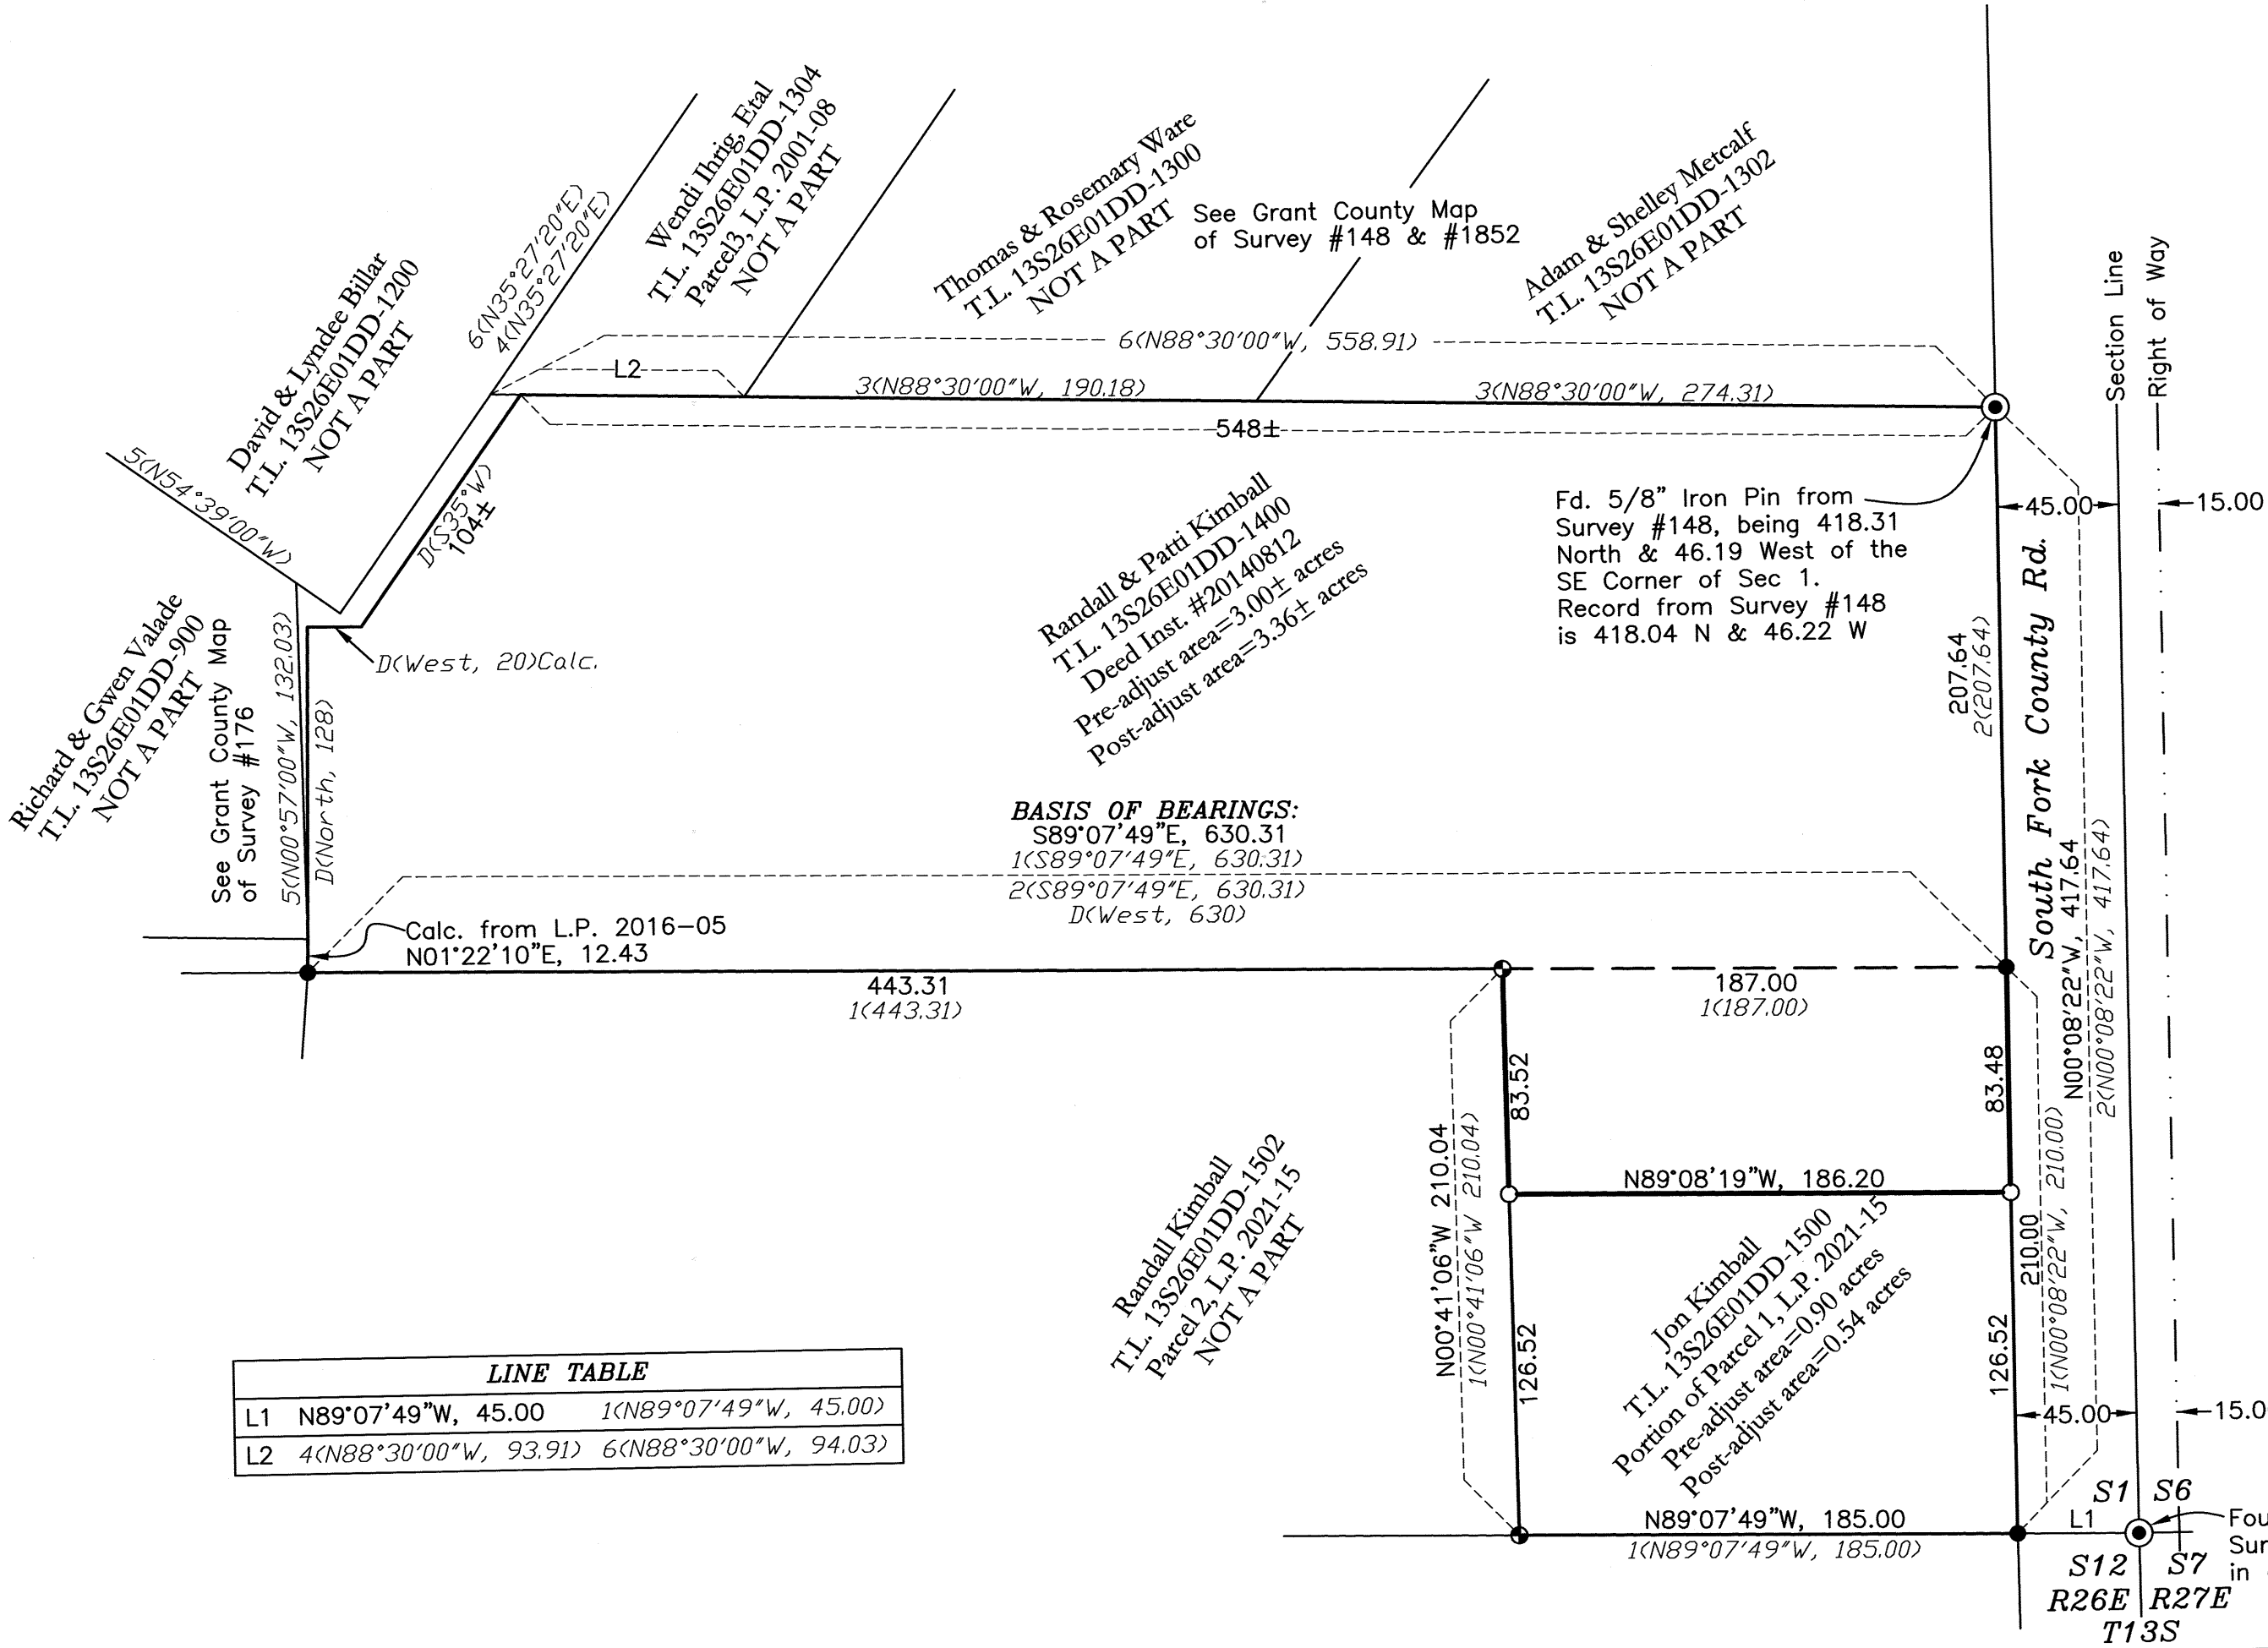 David & Lyndee Billar
T.L. 13S26E01DD-1200
NOT A PART
6(N35°27'20"E)
4(N35°27'20"E)
Wendi Ihrig, Etal
T.L. 13S26E01DD-1304
Parcel3, L.P. 2001-08
NOT A PART
Thomas & Rosemary Ware
T.L. 13S26E01DD-1300
NOT A PART
See Grant County Map
of Survey #148 & #1852
Adam & Shelley Metcalf
T.L. 13S26E01DD-1302
NOT A PART
Section Line
Right of Way
6(N88°30'00"W, 558.91)
L2
3(N88°30'00"W, 190.18)
3(N88°30'00"W, 274.31)
548±
5(N54°39'00"W)
D(S35°W)
104±
Richard & Gwen Valade
T.L. 13S26E01DD-900
NOT A PART
See Grant County Map
of Survey #176
5(N00°57'00"W, 132.03)
D(North, 128)
D(West, 20)Calc.
Randall & Patti Kimball
T.L. 13S26E01DD-1400
Deed Inst. #20140812
Pre-adjust area=3.00± acres
Post-adjust area=3.36± acres
Fd. 5/8" Iron Pin from
Survey #148, being 418.31
North & 46.19 West of the
SE Corner of Sec 1.
Record from Survey #148
is 418.04 N & 46.22 W
45.00
15.00
207.64
2(207.64)
South Fork County Rd.
N00°08'22"W, 417.64
2(N00°08'22"W, 417.64)
BASIS OF BEARINGS:
S89°07'49"E, 630.31
1(S89°07'49"E, 630.31)
2(S89°07'49"E, 630.31)
D(West, 630)
Calc. from L.P. 2016-05
N01°22'10"E, 12.43
443.31
1(443.31)
187.00
1(187.00)
83.52
83.48
N00°41'06"W 210.04
1(N00°41'06"W 210.04)
N89°08'19"W, 186.20
210.00
1(N00°08'22"W, 210.00)
Randall Kimball
T.L. 13S26E01DD-1502
Parcel 2, L.P. 2021-15
NOT A PART
Jon Kimball
T.L. 13S26E01DD-1500
Portion of Parcel 1, L.P. 2021-15
Pre-adjust area=0.90 acres
Post-adjust area=0.54 acres
126.52
126.52
45.00
15.0
LINE TABLE
L1 N89°07'49"W, 45.00 1(N89°07'49"W, 45.00)
L2 4(N88°30'00"W, 93.91) 6(N88°30'00"W, 94.03)
N89°07'49"W, 185.00
1(N89°07'49"W, 185.00)
L1
S1 S6
S12 S7
R26E R27E
T13S
Fou
Sur
in